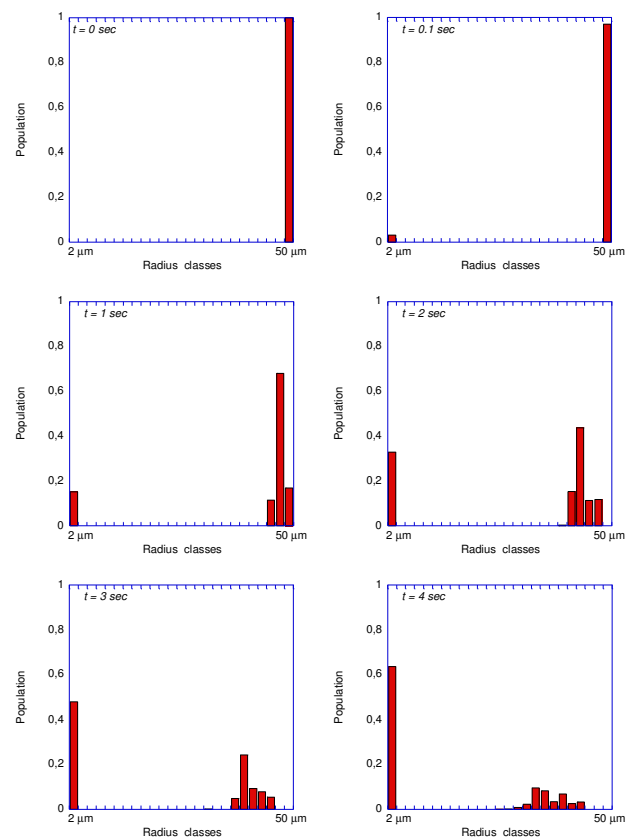 1
t = 0 sec
0,8
0,6
Population
0,4
0,2
0
2 µm
50 µm
Radius classes
1
t = 0.1 sec
0,8
0,6
Population
0,4
0,2
0
2 µm
50 µm
Radius classes
1
t = 1 sec
0,8
0,6
Population
0,4
0,2
0
2 µm
50 µm
Radius classes
1
t = 2 sec
0,8
0,6
Population
0,4
0,2
0
2 µm
50 µm
Radius classes
1
t = 3 sec
0,8
0,6
Population
0,4
0,2
0
2 µm
50 µm
Radius classes
1
t = 4 sec
0,8
0,6
Population
0,4
0,2
0
2 µm
50 µm
Radius classes